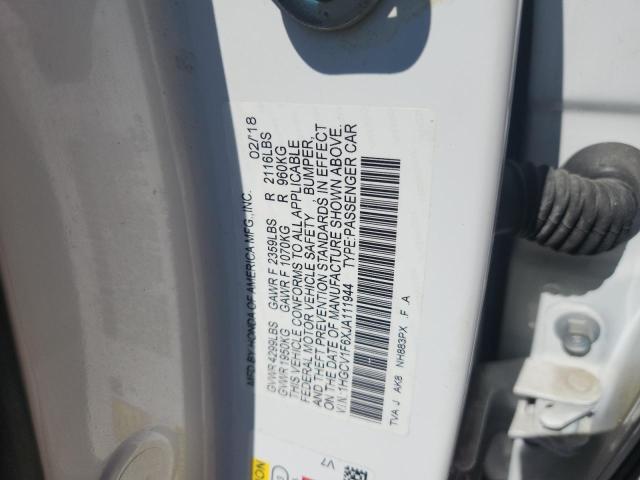 MFD.BY HONDA OF AMERICA MFG.,INC. 02/18
GVWR 4299LBS GAWR F 2359LBS R 2116LBS
GVWR 1950KG GAWR F 1070KG R 960KG
THIS VEHICLE CONFORMS TO ALL APPLICABLE
FEDERAL MOTOR VEHICLE SAFETY BUMPER,
AND THEFT PREVENTION STANDARDS IN EFFECT
ON THE DATE OF MANUFACTURE SHOWN ABOVE.
V.I.N.:1HGCV1F6XJA111944 TYPE:PASSENGER CAR
TVA J AK8 NH883PX .F .A
V7